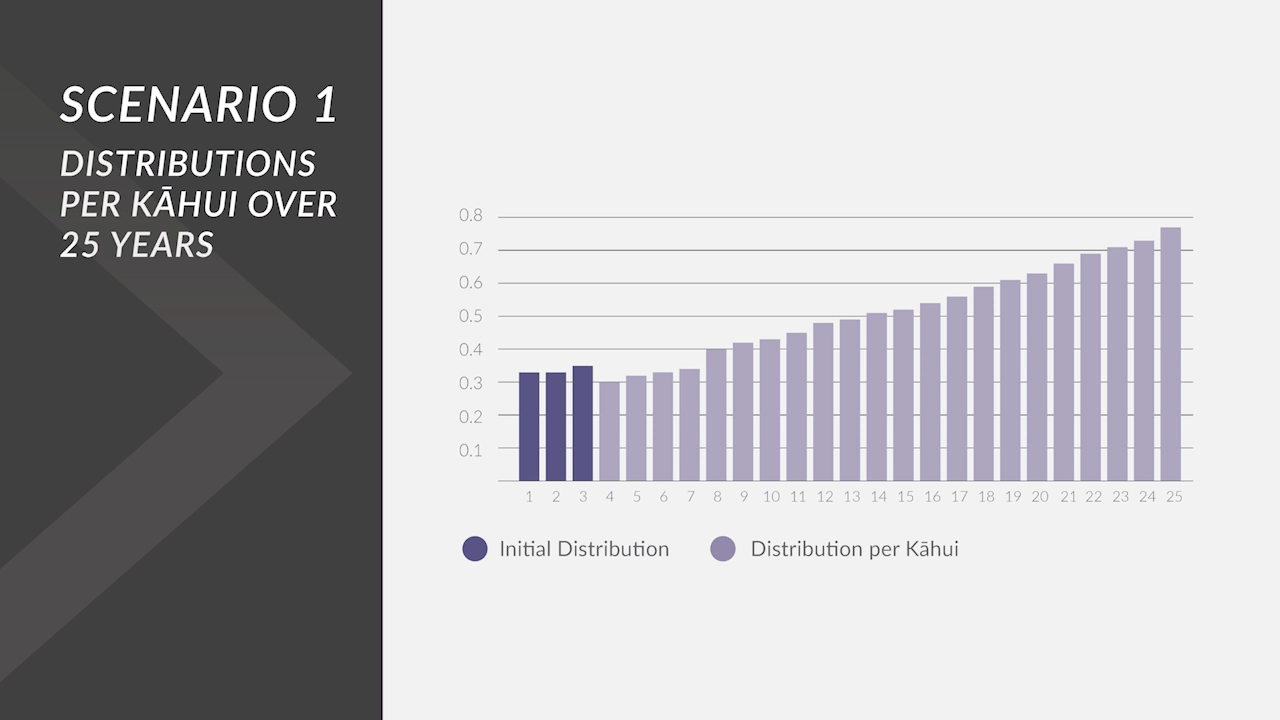 SCENARIO 1
DISTRIBUTIONS
PER KĀHUI OVER
25 YEARS
0.8
0.7
0.6
0.5
0.4
0.3
0.2
0.1
1 2 3 4 5 6 7 8 9 10 11 12 13 14 15 16 17 18 19 20 21 22 23 24 25
Initial Distribution Distribution per Kāhui